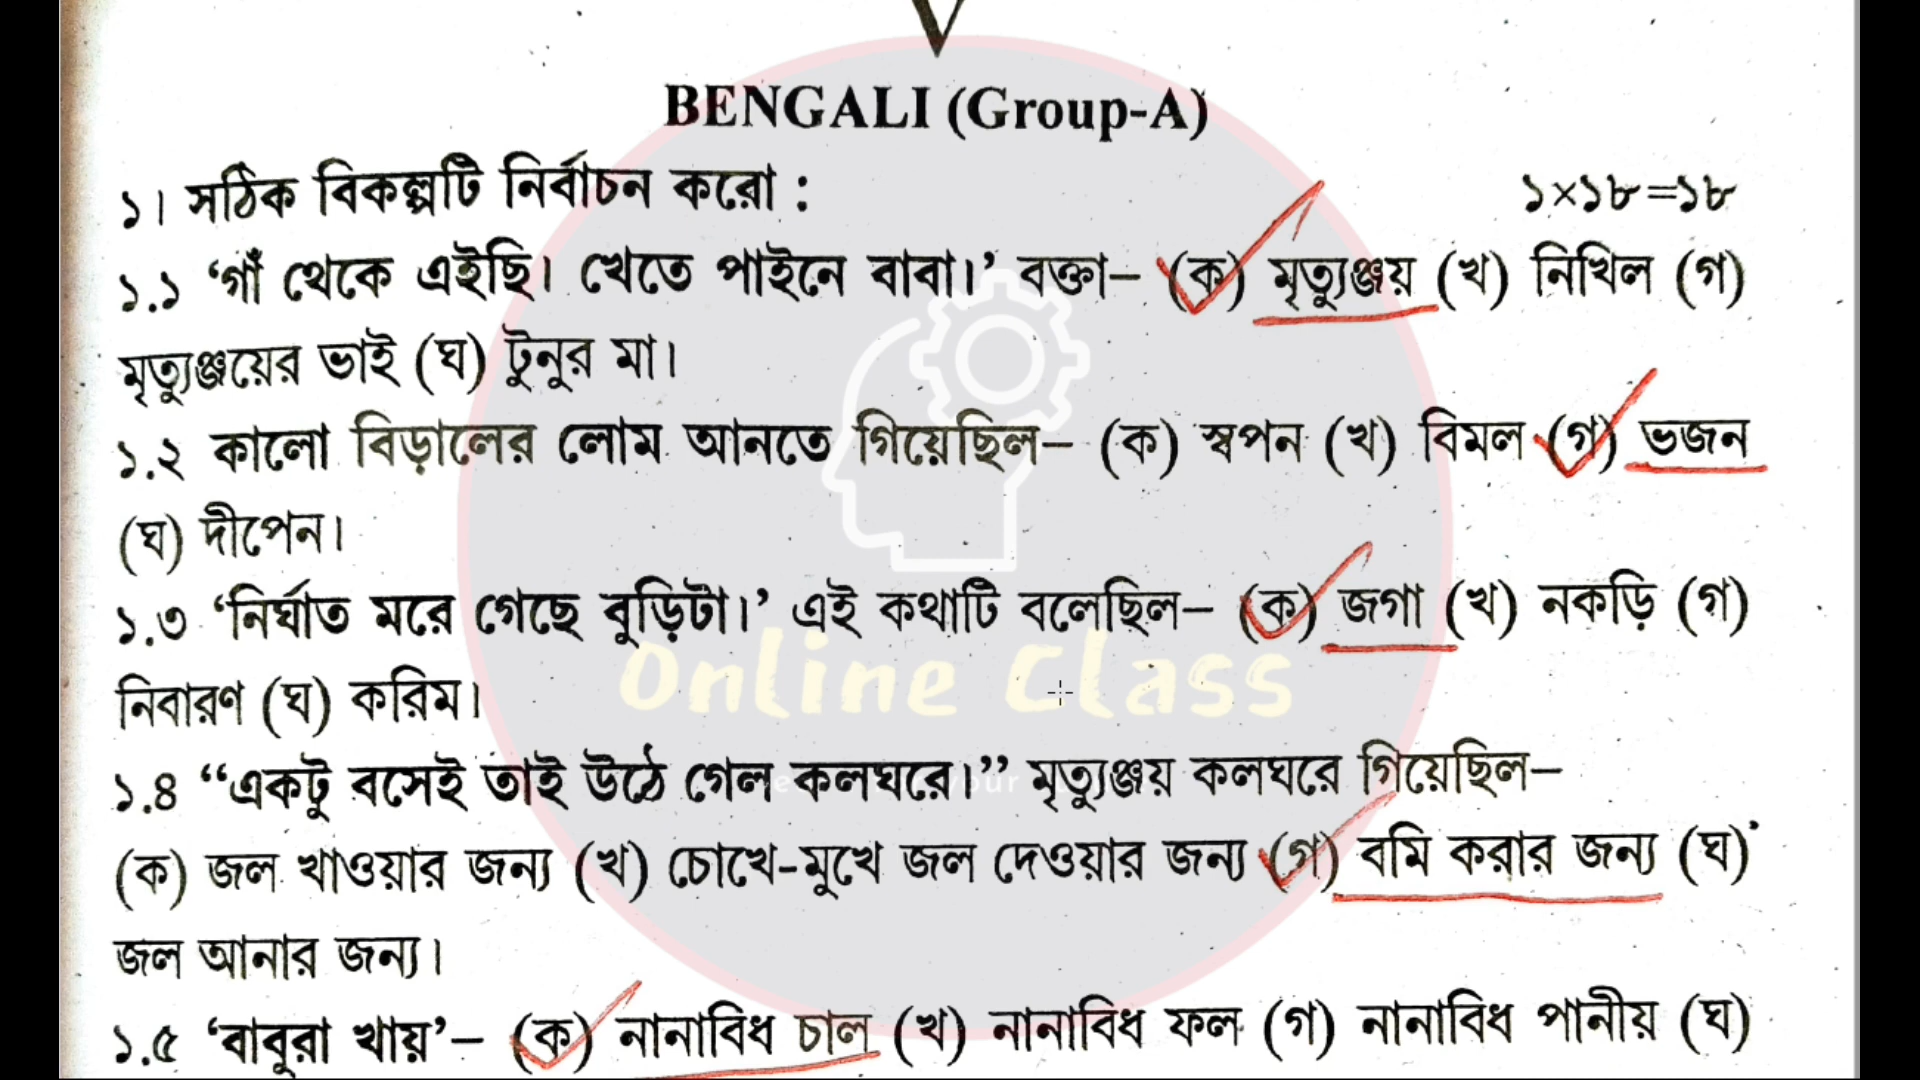 BENGALI (Group-A)
১। সঠিক বিকল্পটি নির্বাচন করো : ১×১৮=১৮
১.১ ‘গাঁ থেকে এইছি। খেতে পাইনে বাবা।’ বক্তা– (ক) মৃত্যুঞ্জয় (খ) নিখিল (গ)
মৃত্যুঞ্জয়ের ভাই (ঘ) টুনুর মা।
১.২ কালো বিড়ালের লোম আনতে গিয়েছিল– (ক) স্বপন (খ) বিমল (গ) ভজন
(ঘ) দীপেন।
১.৩ ‘নির্ঘাত মরে গেছে বুড়িটা।’ এই কথাটি বলেছিল– (ক) জগা (খ) নকড়ি (গ)
Online Class
নিবারণ (ঘ) করিম।
১.৪ “একটু বসেই তাই উঠে গেল কলঘরে।” মৃত্যুঞ্জয় কলঘরে গিয়েছিল–
(ক) জল খাওয়ার জন্য (খ) চোখে-মুখে জল দেওয়ার জন্য (গ) বমি করার জন্য (ঘ)
জল আনার জন্য।
১.৫ ‘বাবুরা খায়’– (ক) নানাবিধ চাল (খ) নানাবিধ ফল (গ) নানাবিধ পানীয় (ঘ)